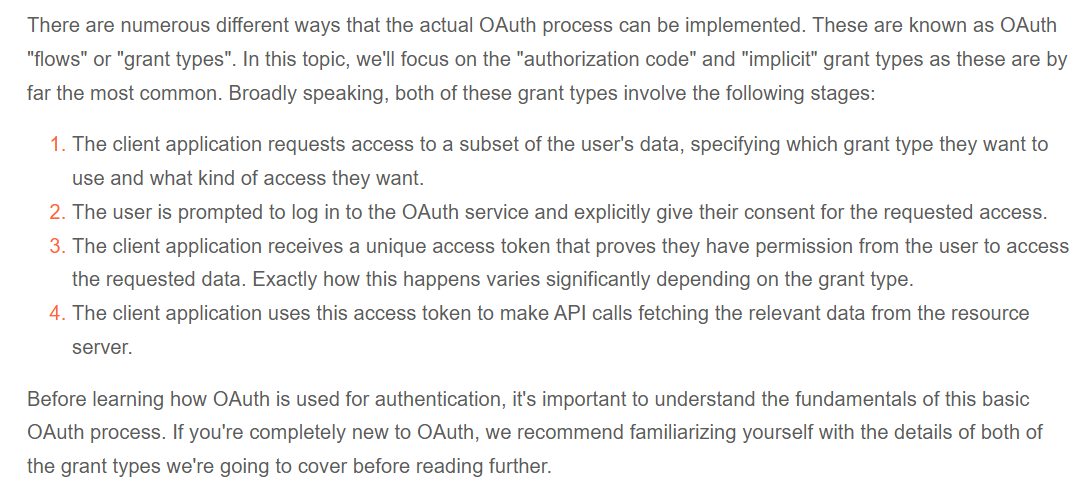 There are numerous different ways that the actual OAuth process can be implemented. These are known as OAuth
"flows" or "grant types". In this topic, we'll focus on the "authorization code" and "implicit" grant types as these are by
far the most common. Broadly speaking, both of these grant types involve the following stages:
1. The client application requests access to a subset of the user's data, specifying which grant type they want to
use and what kind of access they want.
2. The user is prompted to log in to the OAuth service and explicitly give their consent for the requested access.
3. The client application receives a unique access token that proves they have permission from the user to access
the requested data. Exactly how this happens varies significantly depending on the grant type.
4. The client application uses this access token to make API calls fetching the relevant data from the resource
server.
Before learning how OAuth is used for authentication, it's important to understand the fundamentals of this basic
OAuth process. If you're completely new to OAuth, we recommend familiarizing yourself with the details of both of
the grant types we're going to cover before reading further.